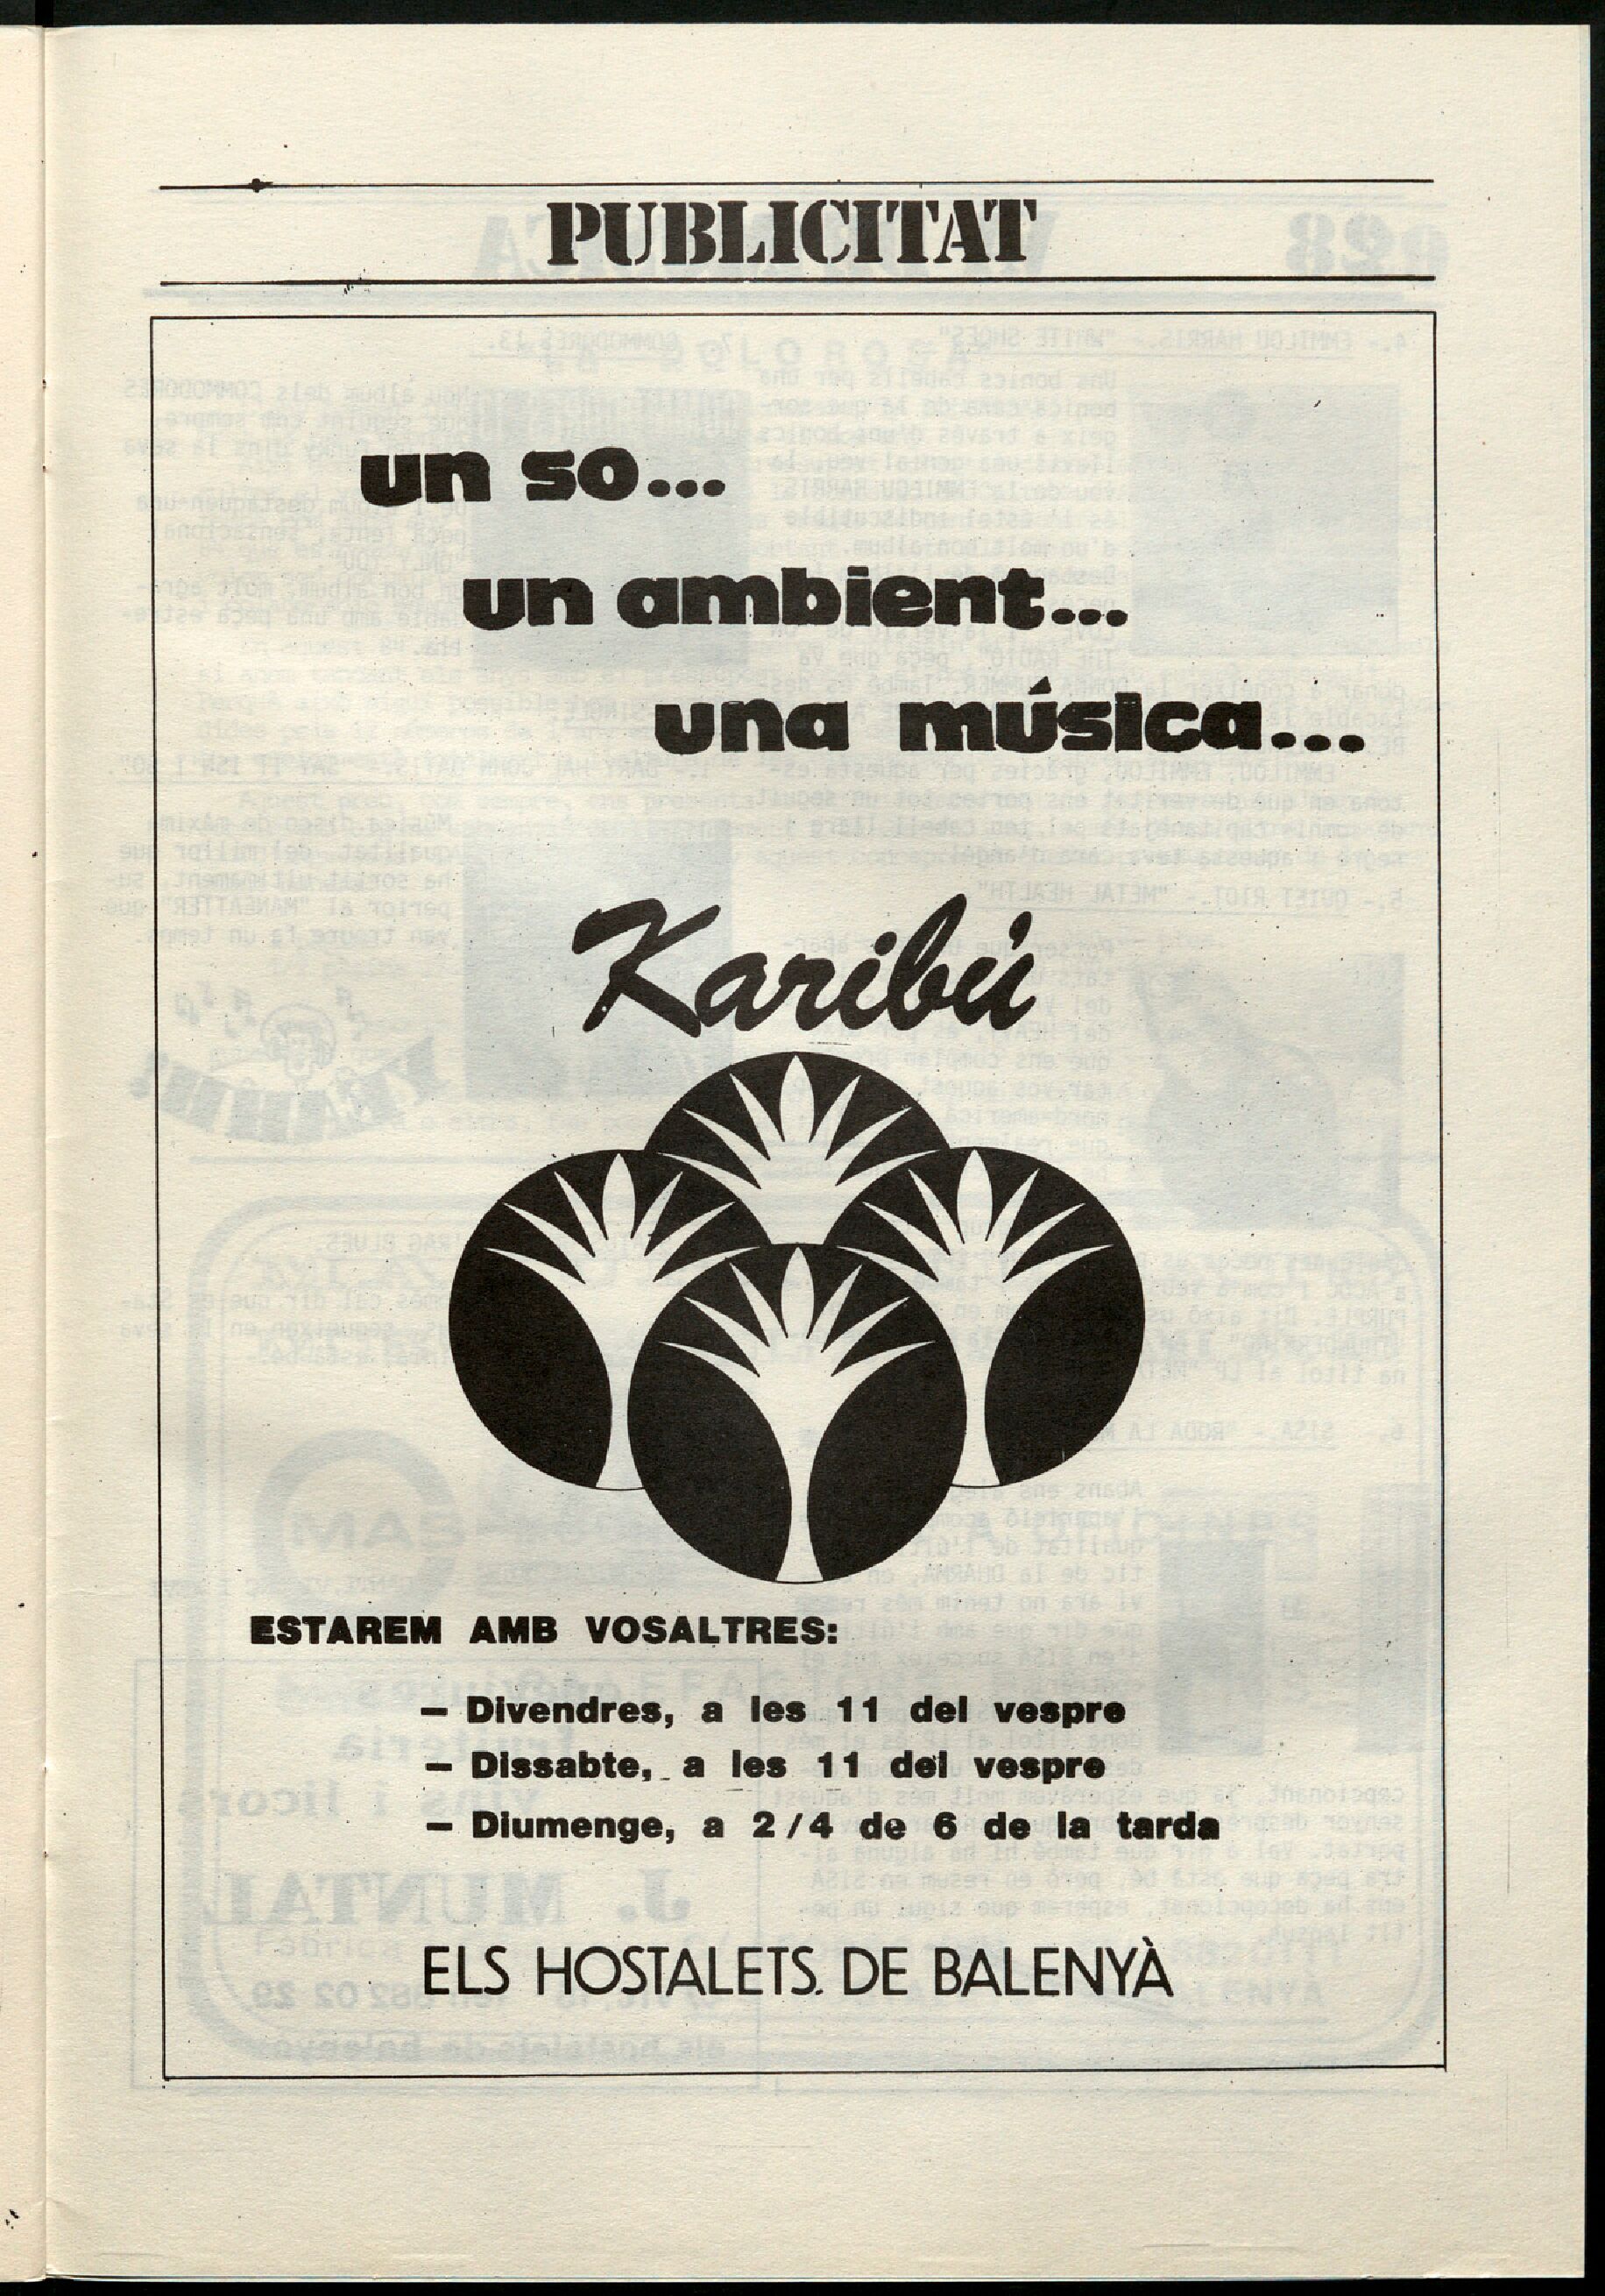 PUBLICITAT
un so...
un ambient...
una música...
Karibú
ESTAREM AMB VOSALTRES:
– Divendres, a les 11 del vespre
– Dissabte, a les 11 del vespre
– Diumenge, a 2/4 de 6 de la tarda
ELS HOSTALETS. DE BALENYÀ